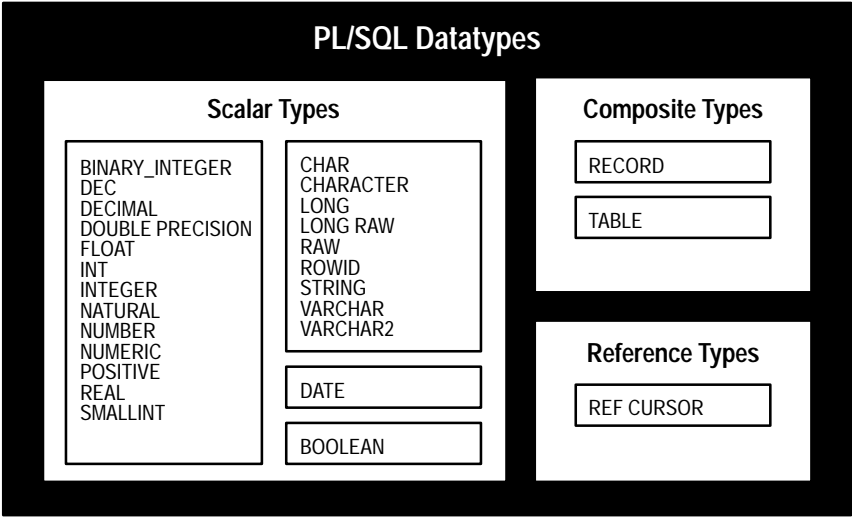 PL/SQL Datatypes
Scalar Types
BINARY_INTEGER
DEC
DECIMAL
DOUBLE PRECISION
FLOAT
INT
INTEGER
NATURAL
NUMBER
NUMERIC
POSITIVE
REAL
SMALLINT
CHAR
CHARACTER
LONG
LONG RAW
RAW
ROWID
STRING
VARCHAR
VARCHAR2
DATE
BOOLEAN
Composite Types
RECORD
TABLE
Reference Types
REF CURSOR